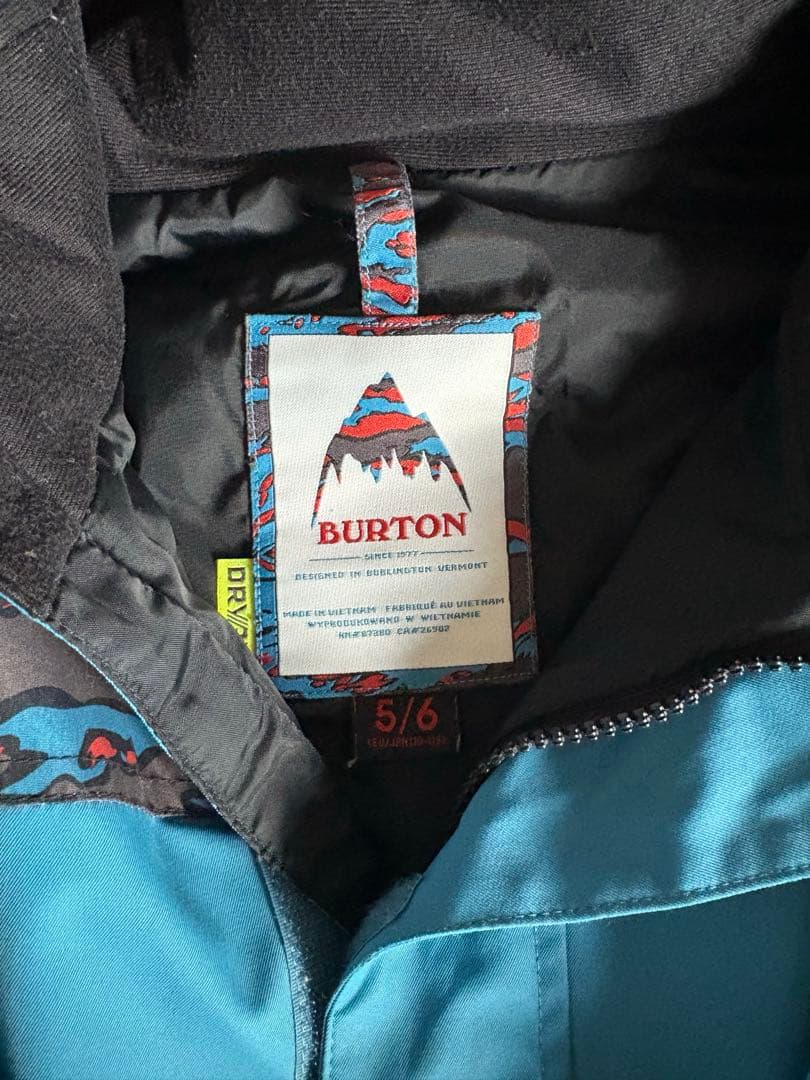 BURTON
SINCE 1977
DESIGNED IN BURLINGTON VERMONT
MADE IN VIETNAM FABRIQUÉ AU VIETNAM
WYPRODUKOWANO W WIETNAMIE
RN#87380 CA#26902
DRY
5/6